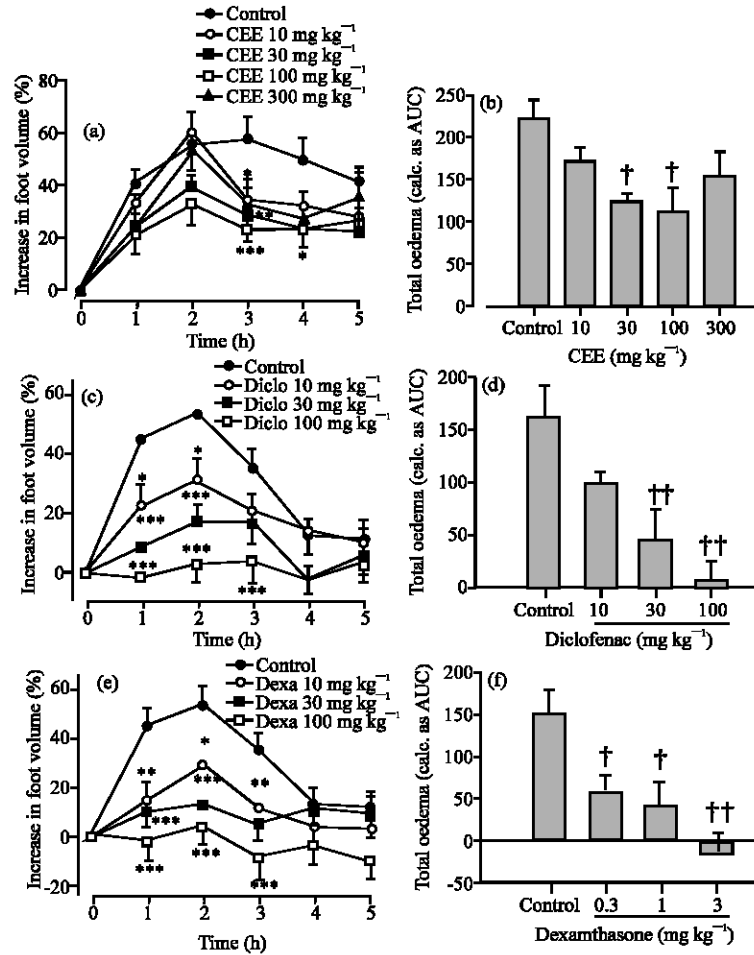 Control
CEE 10 mg kg⁻¹
CEE 30 mg kg⁻¹
CEE 100 mg kg⁻¹
CEE 300 mg kg⁻¹
(a)
Increase in foot volume (%)
80
60
40
20
0
*
**
***
*
0 1 2 3 4 5
Time (h)
(b)
Total oedema (calc. as AUC)
250
200
150
100
50
0
† †
Control 10 30 100 300
CEE (mg kg⁻¹)
Control
Diclo 10 mg kg⁻¹
Diclo 30 mg kg⁻¹
Diclo 100 mg kg⁻¹
(c)
Increase in foot volume (%)
60
40
20
0
* *
*** ***
*** ***
***
0 1 2 3 4 5
Time (h)
(d)
Total oedema (calc. as AUC)
200
150
100
50
0
††
††
Control 10 30 100
Diclofenac (mg kg⁻¹)
Control
Dexa 10 mg kg⁻¹
Dexa 30 mg kg⁻¹
Dexa 100 mg kg⁻¹
(e)
Increase in foot volume (%)
60
40
20
0
-20
*
** *** **
***
*** *** ***
0 1 2 3 4 5
Time (h)
(f)
Total oedema (calc. as AUC)
200
150
100
50
0
-50
† †
††
Control 0.3 1 3
Dexamthasone (mg kg⁻¹)